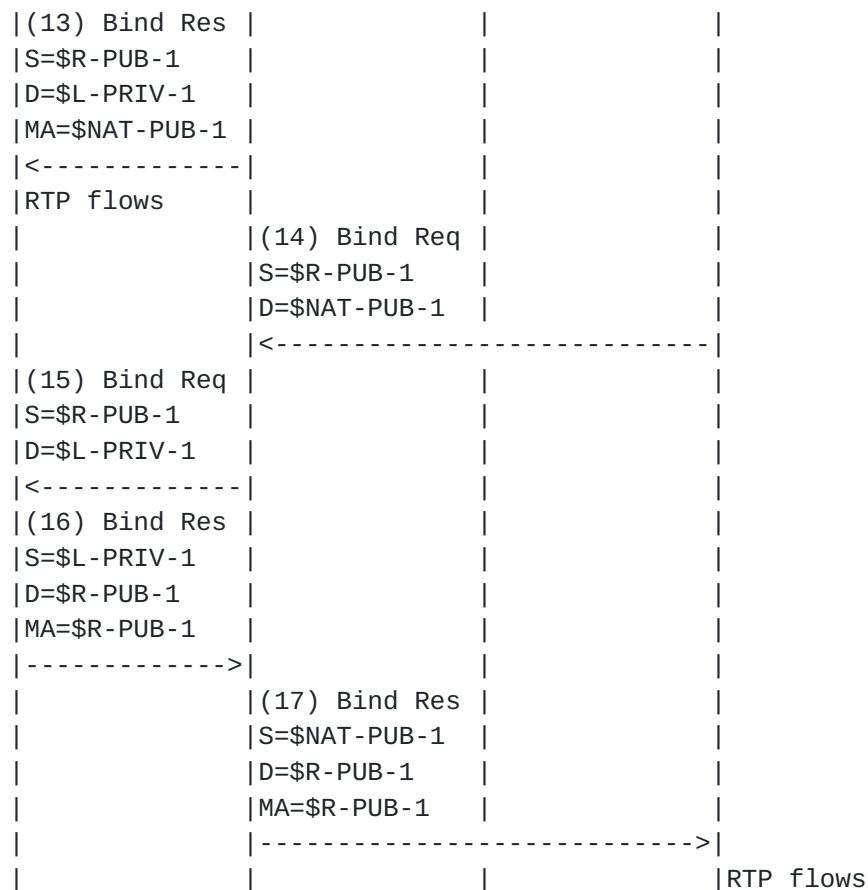 |(13) Bind Res |              |              |
|S=$R-PUB-1    |              |              |
|D=$L-PRIV-1   |              |              |
|MA=$NAT-PUB-1 |              |              |
|<-------------|              |              |
|RTP flows     |              |              |
|              |(14) Bind Req |              |
|              |S=$R-PUB-1    |              |
|              |D=$NAT-PUB-1  |              |
|              |<----------------------------|
|(15) Bind Req |              |              |
|S=$R-PUB-1    |              |              |
|D=$L-PRIV-1   |              |              |
|<-------------|              |              |
|(16) Bind Res |              |              |
|S=$L-PRIV-1   |              |              |
|D=$R-PUB-1    |              |              |
|MA=$R-PUB-1   |              |              |
|------------->|              |              |
|              |(17) Bind Res |              |
|              |S=$NAT-PUB-1  |              |
|              |D=$R-PUB-1    |              |
|              |MA=$R-PUB-1   |              |
|              |---------------------------->|
|              |              |              |RTP flows